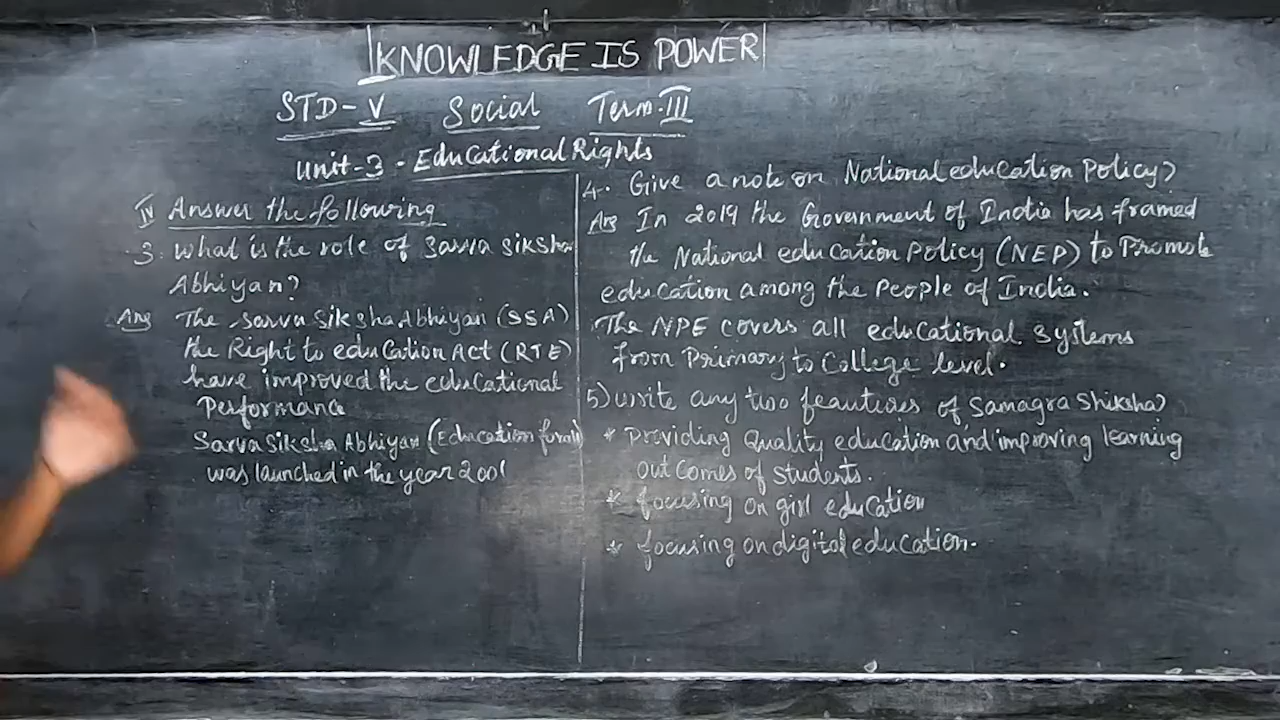 KNOWLEDGE IS POWER
STD-V Social Term-III
Unit-3 - Educational Rights
IV Answer the following
3. What is the role of Sarva Siksha
Abhiyan?
Ans The Sarva Siksha Abhiyan (SSA)
the Right to education Act (RTE)
have improved the educational
Performance
Sarva Siksha Abhiyan (Education for all)
was launched in the year 2001
4. Give a note on National education Policy?
Ans In 2019 the Government of India has framed
the National education Policy (NEP) to Promote
education among the People of India.
The NPE covers all educational systems
from Primary to College level.
5) write any two feautures of Samagra Shiksha?
* Providing Quality education and improving learning
out comes of students.
* focusing on girl education
* focusing on digital education.